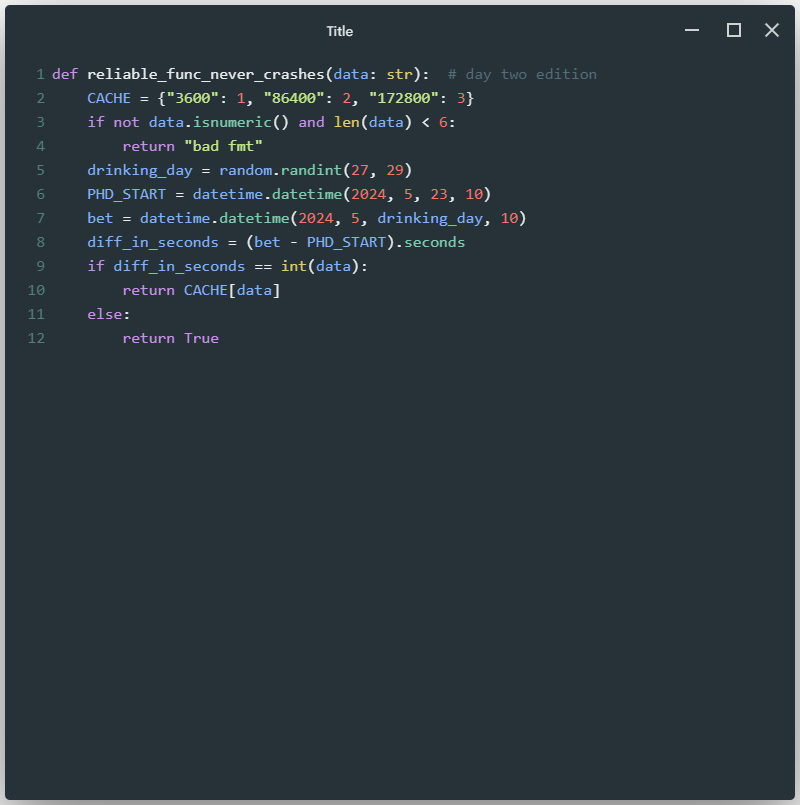 Title
1 def reliable_func_never_crashes(data: str):  # day two edition
2     CACHE = {"3600": 1, "86400": 2, "172800": 3}
3     if not data.isnumeric() and len(data) < 6:
4         return "bad fmt"
5     drinking_day = random.randint(27, 29)
6     PHD_START = datetime.datetime(2024, 5, 23, 10)
7     bet = datetime.datetime(2024, 5, drinking_day, 10)
8     diff_in_seconds = (bet - PHD_START).seconds
9     if diff_in_seconds == int(data):
10         return CACHE[data]
11     else:
12         return True